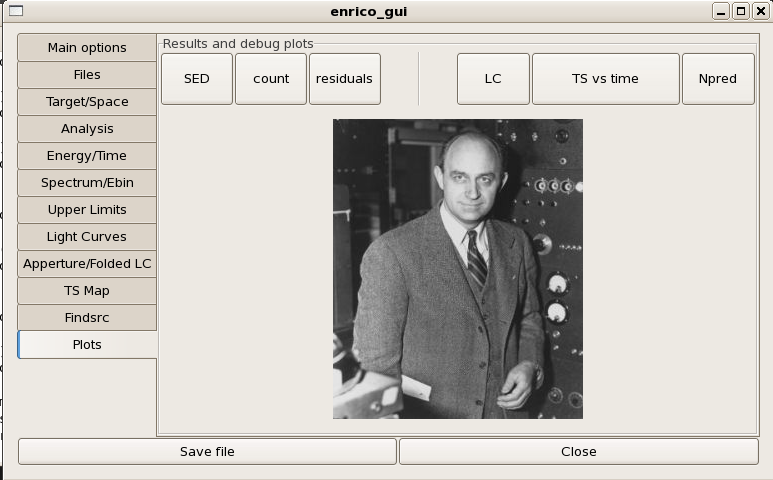 enrico_gui
Main options
Files
Target/Space
Analysis
Energy/Time
Spectrum/Ebin
Upper Limits
Light Curves
Apperture/Folded LC
TS Map
Findsrc
Plots
Results and debug plots
SED count residuals LC TS vs time Npred
Save file Close